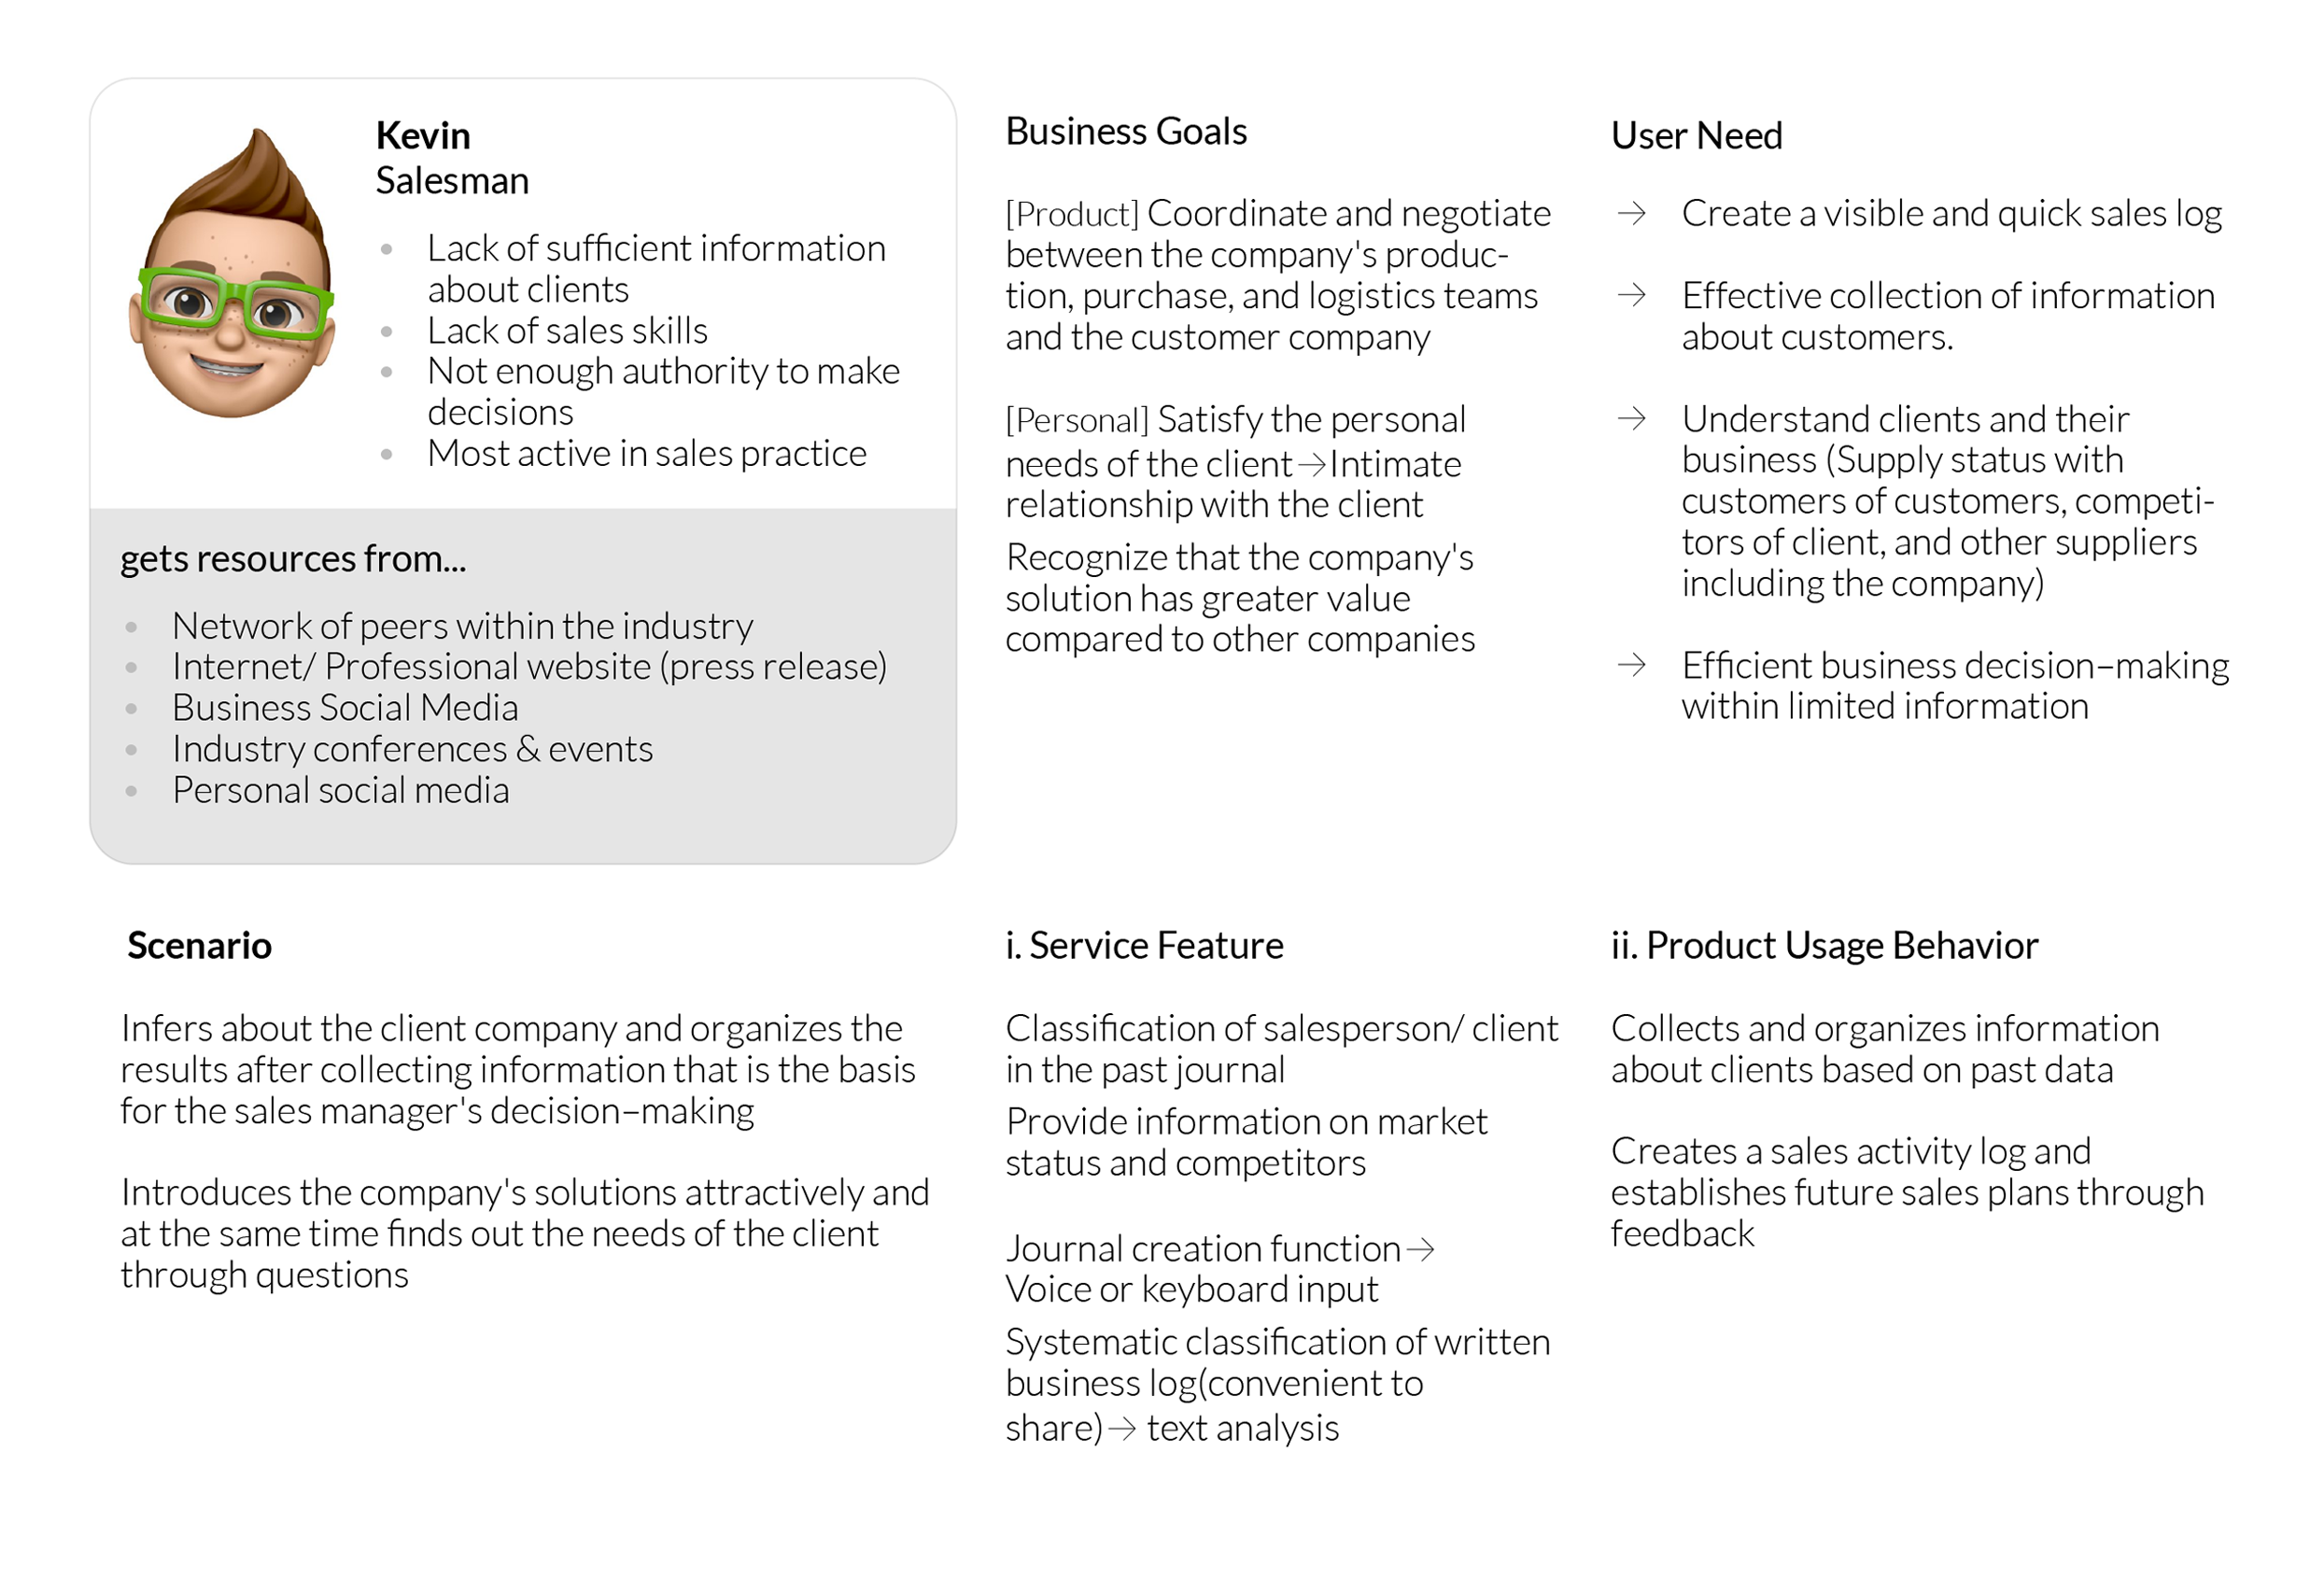 Kevin
Salesman
Lack of sufficient information
about clients
Lack of sales skills
Not enough authority to make
decisions
Most active in sales practice
gets resources from...
Network of peers within the industry
Internet/ Professional website (press release)
Business Social Media
Industry conferences & events
Personal social media
Business Goals
[Product] Coordinate and negotiate
between the company's produc-
tion, purchase, and logistics teams
and the customer company
[Personal] Satisfy the personal
needs of the client→Intimate
relationship with the client
Recognize that the company's
solution has greater value
compared to other companies
User Need
→ Create a visible and quick sales log
→ Effective collection of information
about customers.
→ Understand clients and their
business (Supply status with
customers of customers, competi-
tors of client, and other suppliers
including the company)
→ Efficient business decision–making
within limited information
Scenario
Infers about the client company and organizes the
results after collecting information that is the basis
for the sales manager's decision–making
Introduces the company's solutions attractively and
at the same time finds out the needs of the client
through questions
i. Service Feature
Classification of salesperson/ client
in the past journal
Provide information on market
status and competitors
Journal creation function→
Voice or keyboard input
Systematic classification of written
business log(convenient to
share)→ text analysis
ii. Product Usage Behavior
Collects and organizes information
about clients based on past data
Creates a sales activity log and
establishes future sales plans through
feedback